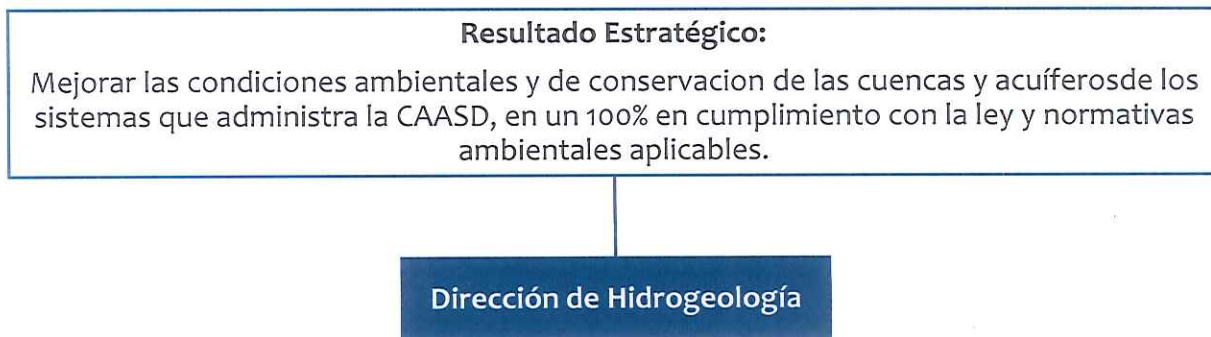 Resultado Estratégico:
Mejorar las condiciones ambientales y de conservacion de las cuencas y acuíferosde los
sistemas que administra la CAASD, en un 100% en cumplimiento con la ley y normativas
ambientales aplicables.
Dirección de Hidrogeología